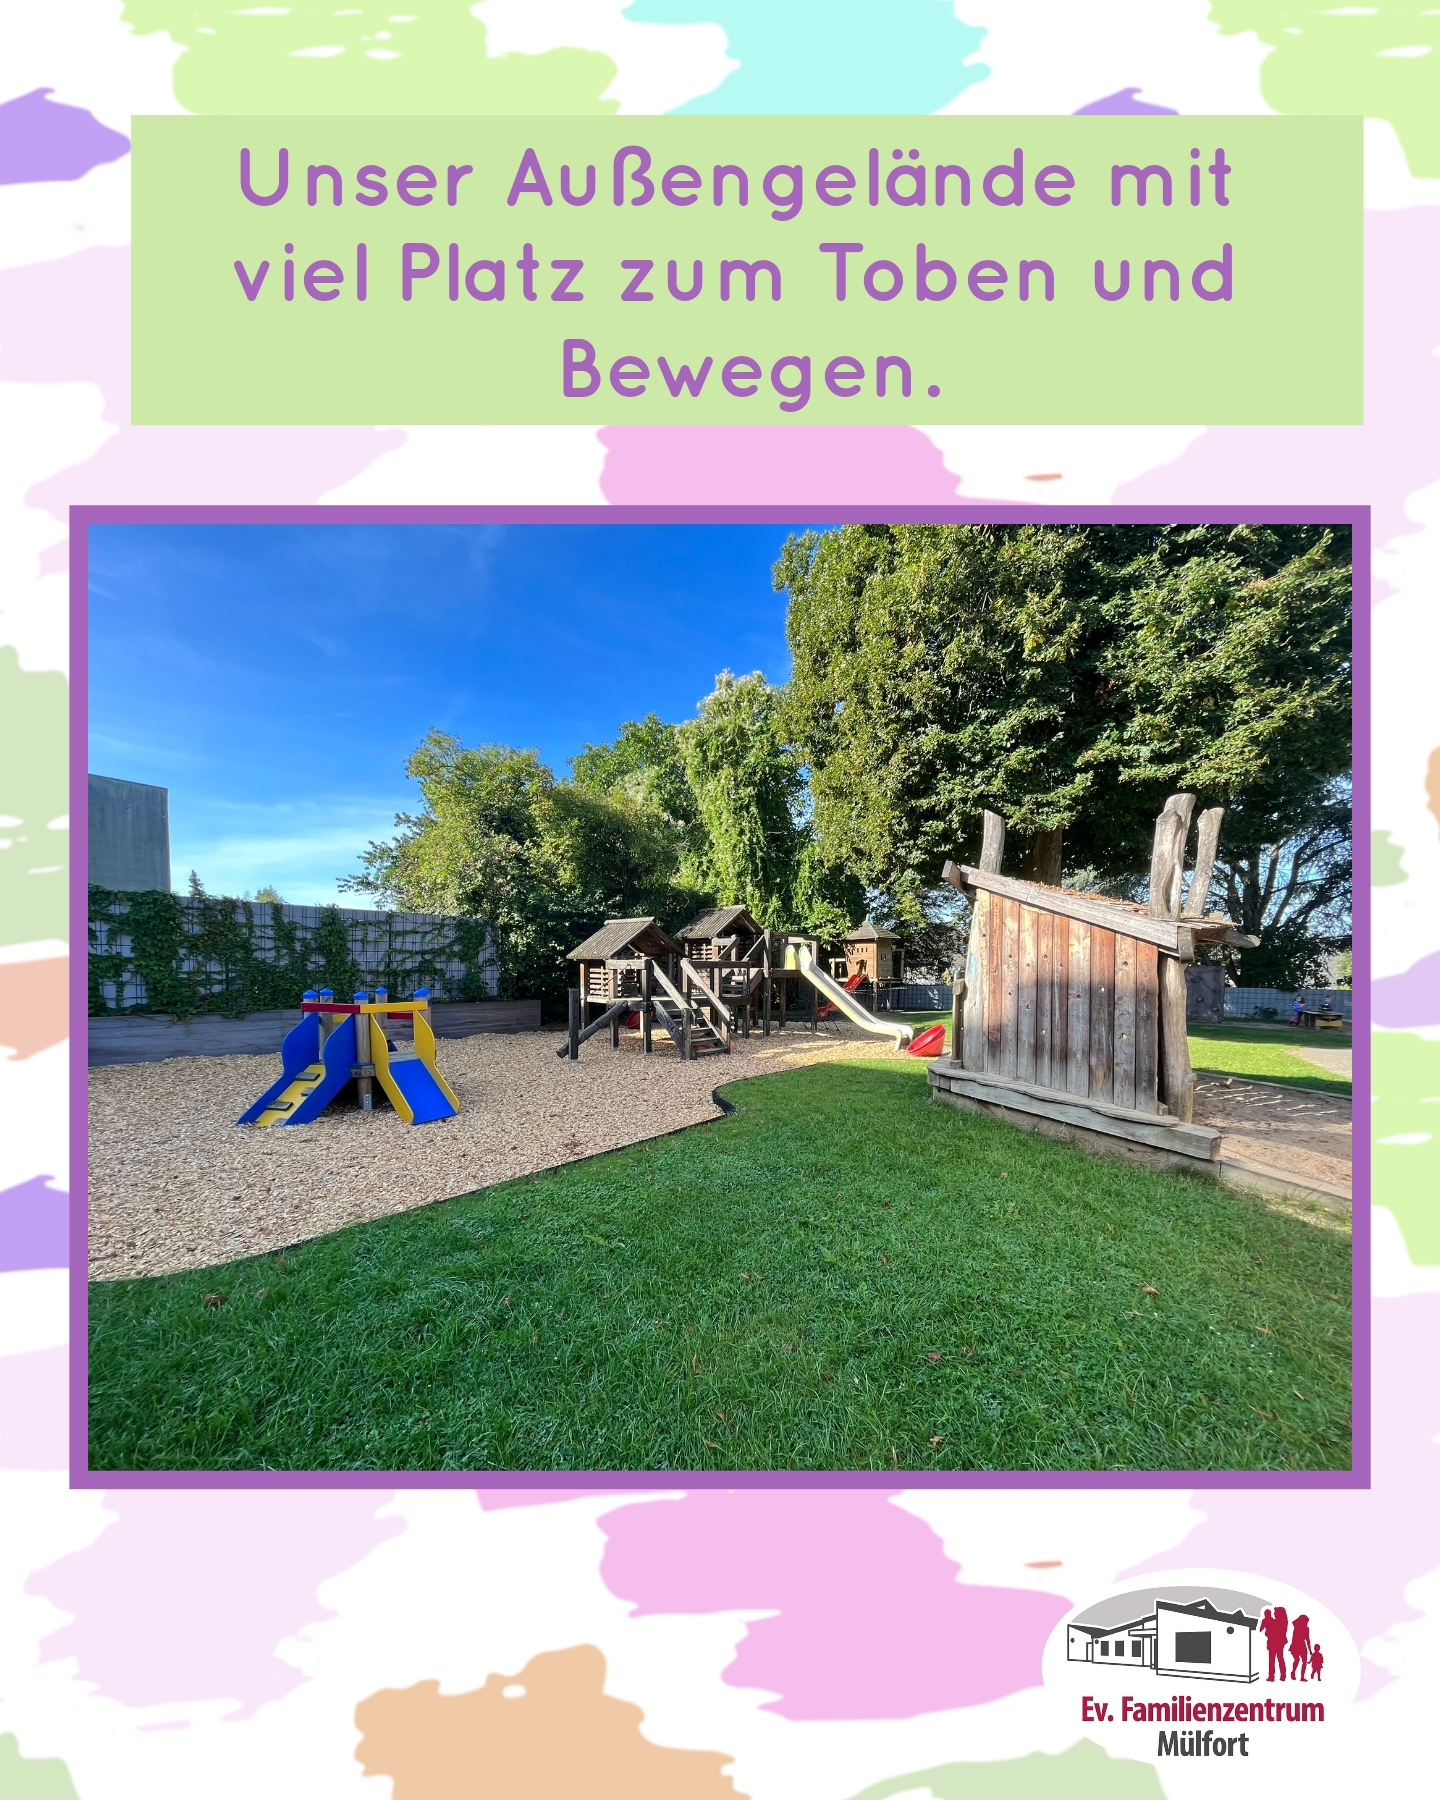 Unser Außengelände mit
viel Platz zum Toben und
Bewegen.
Ev. Familienzentrum
Mülfort